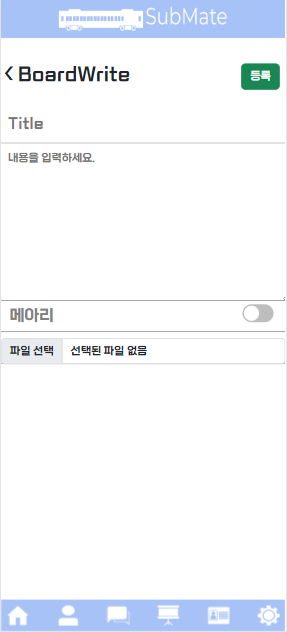 SubMate
BoardWrite
등록
Title
내용을 입력하세요.
메아리
파일 선택 선택된 파일 없음